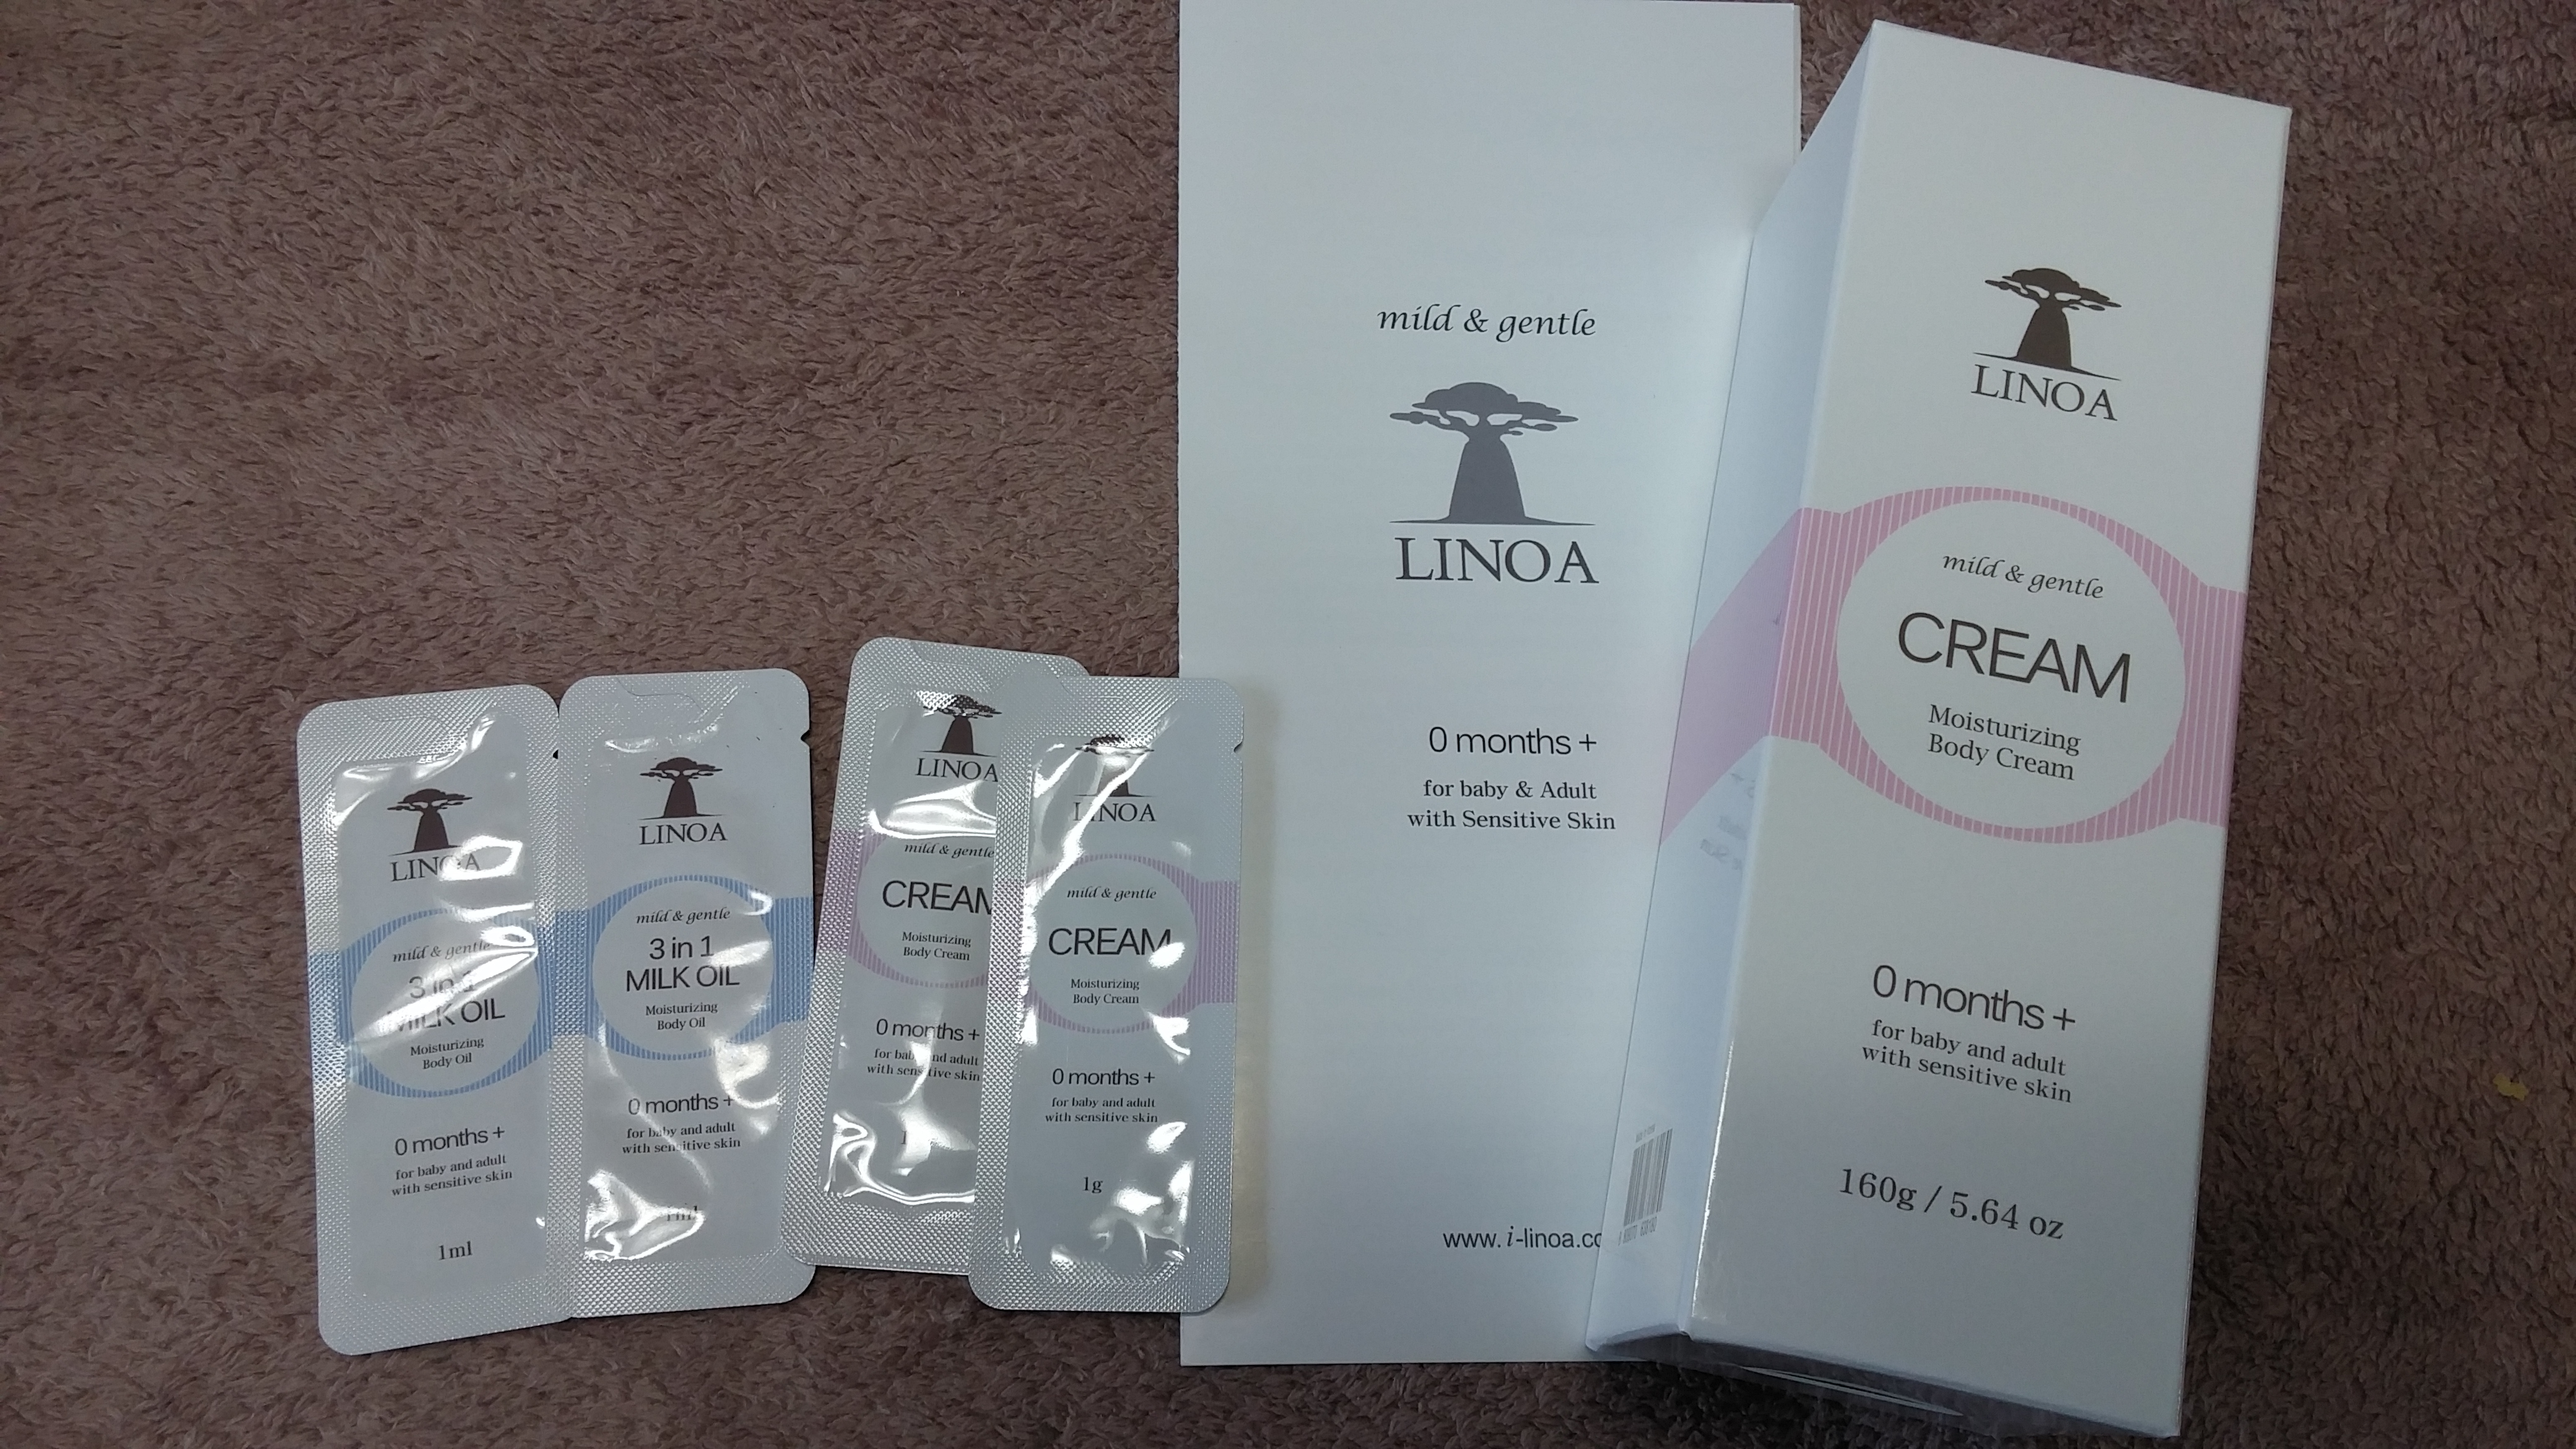 LINOA
mild & gentle
3 in 1
MILK OIL
Moisturizing
Body Oil
0 months +
for baby and adult
with sensitive skin
1ml
LINOA
mild & gentle
3 in 1
MILK OIL
Moisturizing
Body Oil
0 months +
for baby and adult
with sensitive skin
1ml
LINOA
mild & gentle
CREAM
Moisturizing
Body Cream
0 months +
for baby and adult
with sensitive skin
LINOA
mild & gentle
CREAM
Moisturizing
Body Cream
0 months +
for baby and adult
with sensitive skin
1g
mild & gentle
LINOA
0 months +
for baby & Adult
with Sensitive Skin
www.i-linoa.co
LINOA
mild & gentle
CREAM
Moisturizing
Body Cream
0 months +
for baby and adult
with sensitive skin
160g / 5.64 oz